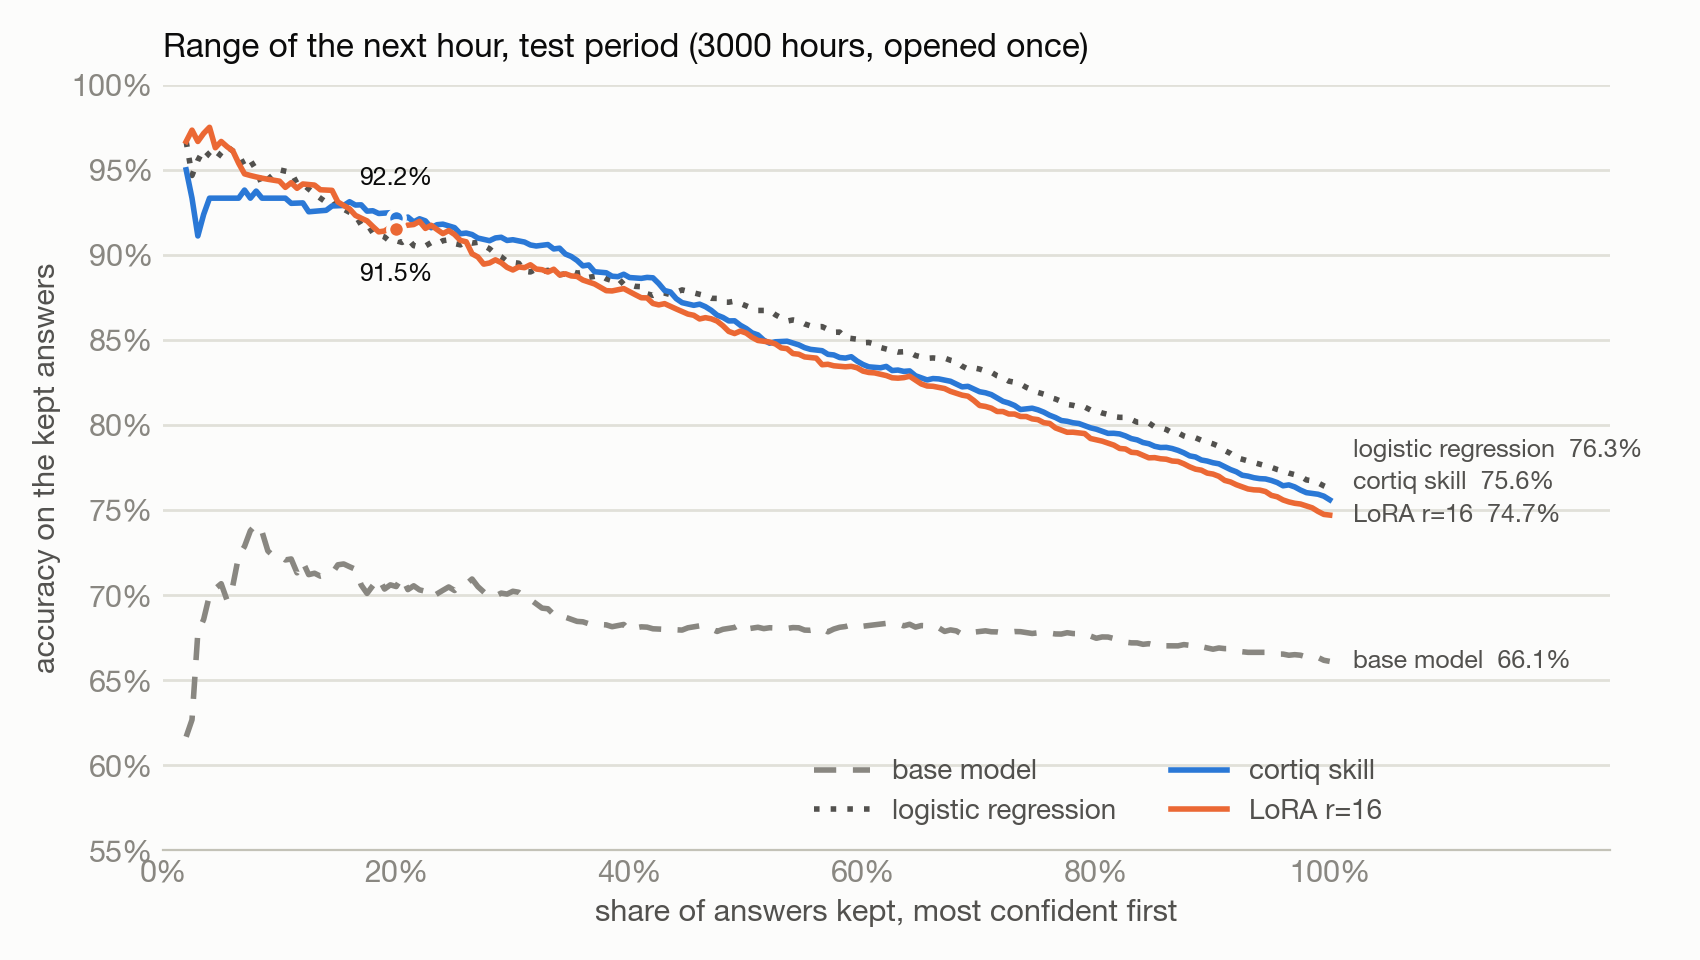 Range of the next hour, test period (3000 hours, opened once)
100%
95%
90%
85%
80%
75%
70%
65%
60%
55%
accuracy on the kept answers
92.2%
91.5%
logistic regression 76.3%
cortiq skill 75.6%
LoRA r=16 74.7%
base model 66.1%
base model
cortiq skill
logistic regression
LoRA r=16
0% 20% 40% 60% 80% 100%
share of answers kept, most confident first